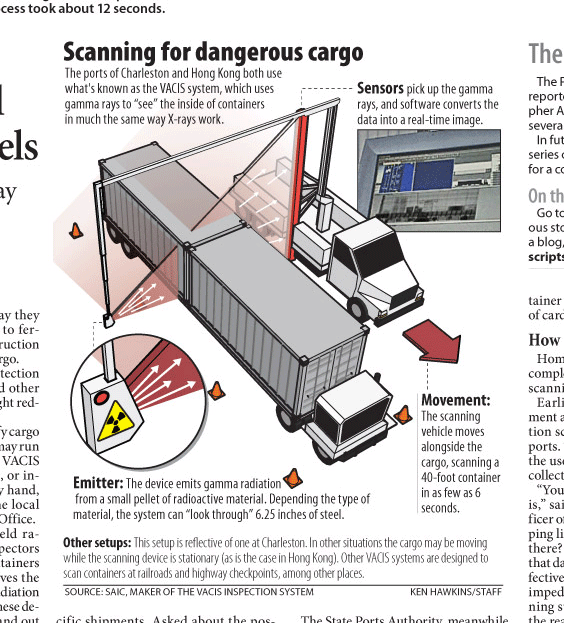 cess took about 12 seconds.
els
ay
ay they
to fer-
ruction
rgo.
tection
d other
ght red-
fy cargo
may run
VACIS
, or in-
y hand,
e local
Office.
eld ra-
pectors
tainers
ves the
diation
hese de-
nd out
Scanning for dangerous cargo
The ports of Charleston and Hong Kong both use
what's known as the VACIS system, which uses
gamma rays to "see" the inside of containers
in much the same way X-rays work.
Sensors pick up the gamma
rays, and software converts the
data into a real-time image.
Movement:
The scanning
vehicle moves
alongside the
cargo, scanning a
40-foot container
in as few as 6
seconds.
Emitter: The device emits gamma radiation
from a small pellet of radioactive material. Depending the type of
material, the system can "look through" 6.25 inches of steel.
Other setups: This setup is reflective of one at Charleston. In other situations the cargo may be moving
while the scanning device is stationary (as is the case in Hong Kong). Other VACIS systems are designed to
scan containers at railroads and highway checkpoints, among other places.
SOURCE: SAIC, MAKER OF THE VACIS INSPECTION SYSTEM
KEN HAWKINS/STAFF
cific shipments. Asked about the pos-
The State Ports Authority, meanwhile
The
The P
reporte
pher A
severa
In fut
series o
for a co
On th
Go to
ous sto
a blog,
scripts
tainer
of card
How
Hom
comple
scanni
Earli
ment a
tion sc
ports.
the use
collect
"You
is," sai
ficer or
ping li
there?
that da
fective
imped
ning st
the rea